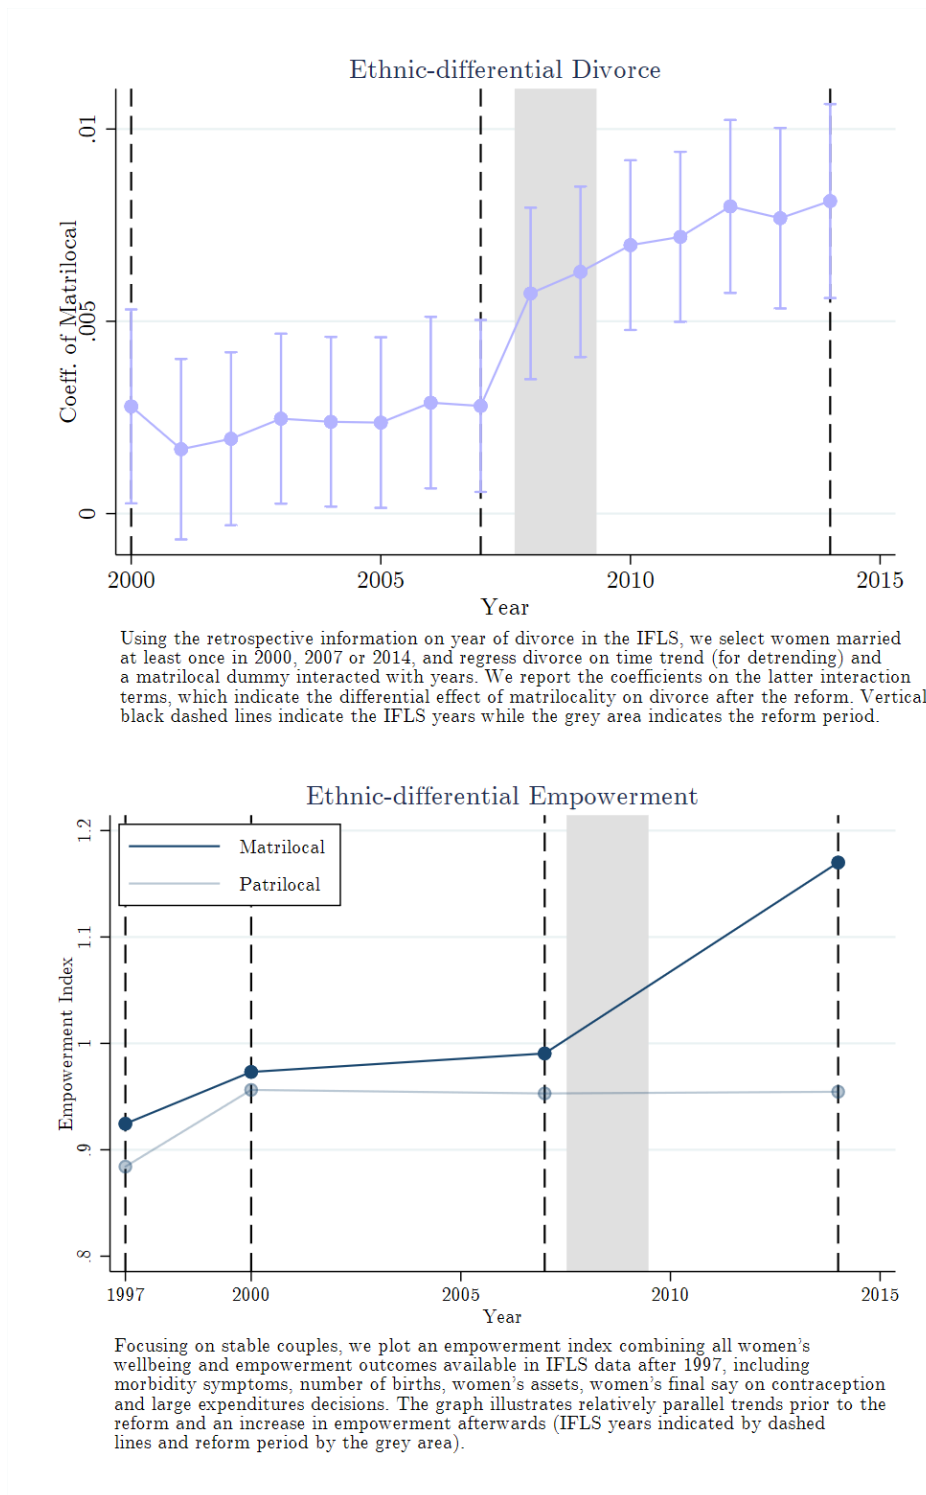 Ethnic-differential Divorce
.01
.005
0
Coeff. of Matrilocal
2000
2005
2010
2015
Year
Using the retrospective information on year of divorce in the IFLS, we select women married
at least once in 2000, 2007 or 2014, and regress divorce on time trend (for detrending) and
a matrilocal dummy interacted with years. We report the coefficients on the latter interaction
terms, which indicate the differential effect of matrilocality on divorce after the reform. Vertical
black dashed lines indicate the IFLS years while the grey area indicates the reform period.
Ethnic-differential Empowerment
Matrilocal
Patrilocal
1.2
1.1
1
.9
.8
Empowerment Index
1997
2000
2005
2010
2015
Year
Focusing on stable couples, we plot an empowerment index combining all women's
wellbeing and empowerment outcomes available in IFLS data after 1997, including
morbidity symptoms, number of births, women's assets, women's final say on contraception
and large expenditures decisions. The graph illustrates relatively parallel trends prior to the
reform and an increase in empowerment afterwards (IFLS years indicated by dashed
lines and reform period by the grey area).